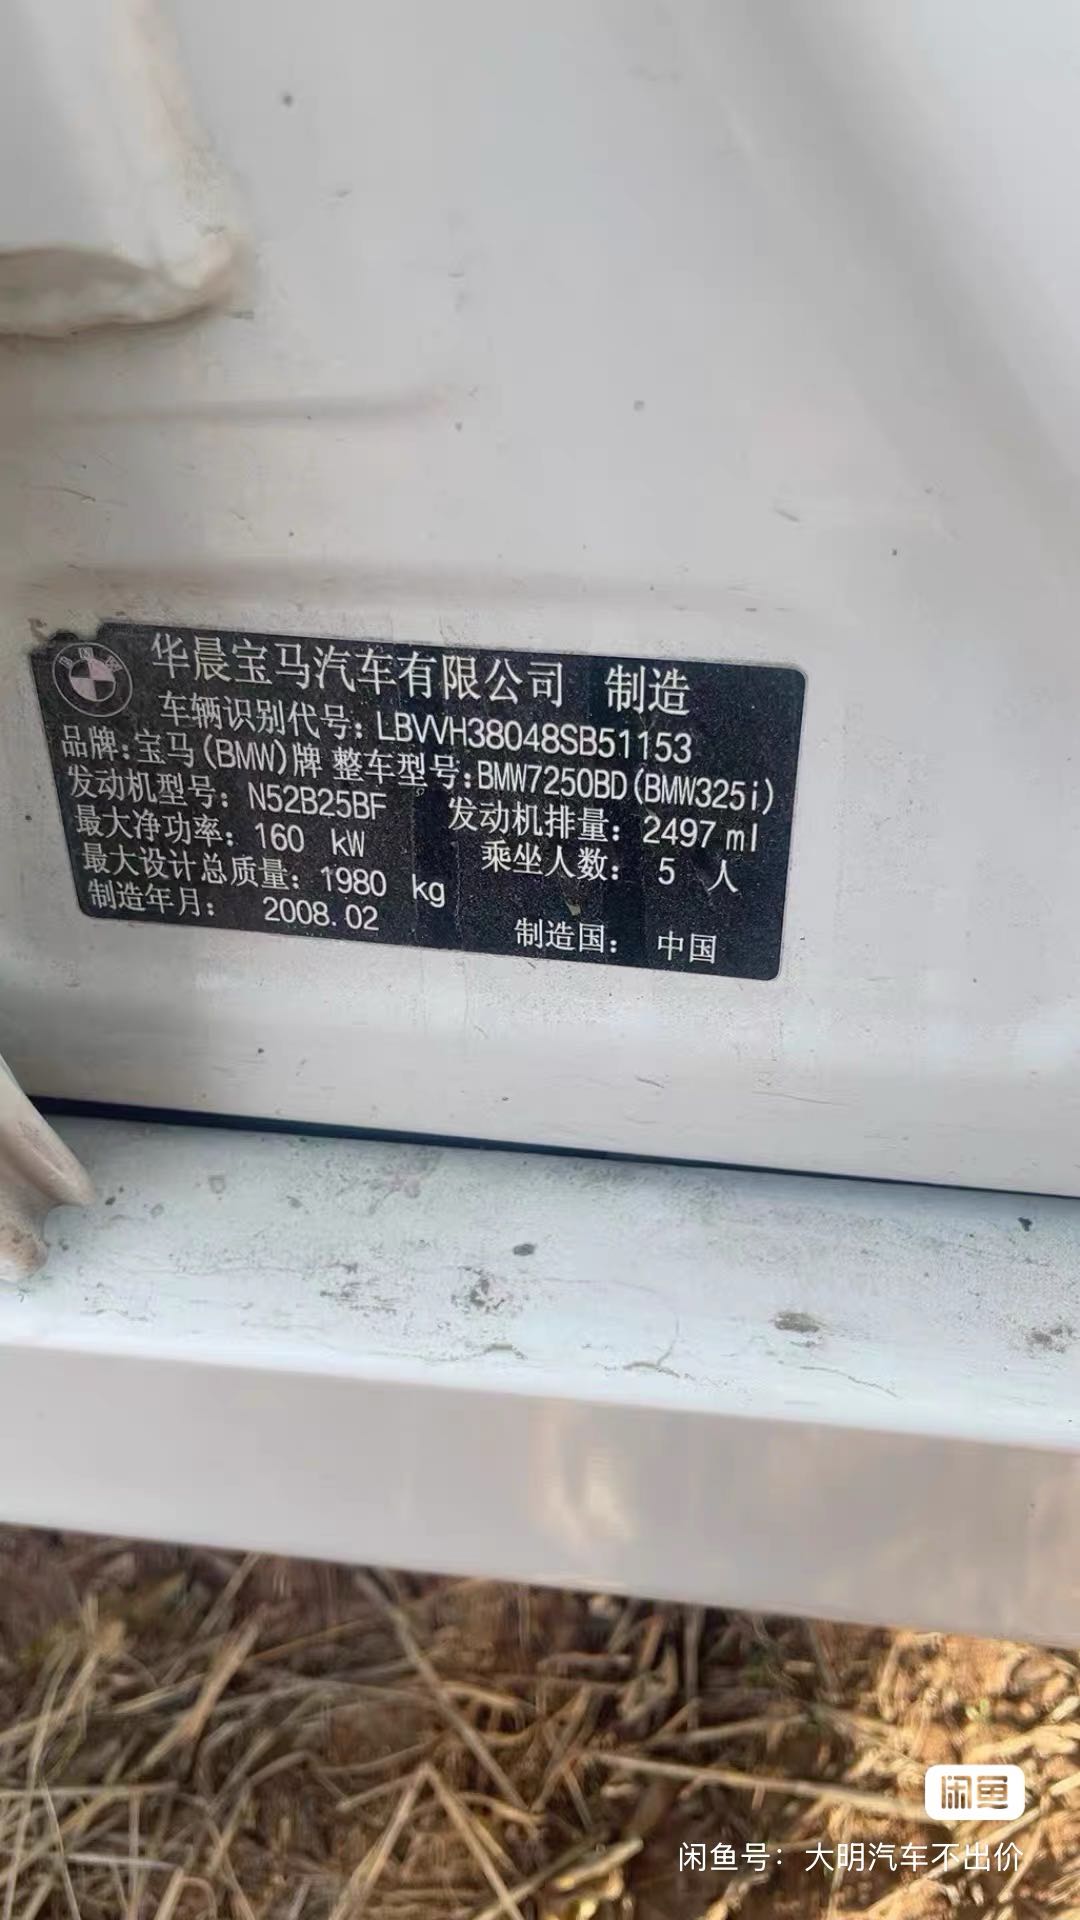 华晨宝马汽车有限公司 制造
车辆识别代号: LBVVH38048SB51153
品牌: 宝马(BMW)牌 整车型号: BMW7250BD(BMW325i)
发动机型号: N52B25BF 发动机排量: 2497 ml
最大净功率: 160 kW 乘坐人数: 5 人
最大设计总质量: 1980 kg
制造年月: 2008.02 制造国: 中国
闲鱼
闲鱼号: 大明汽车不出价